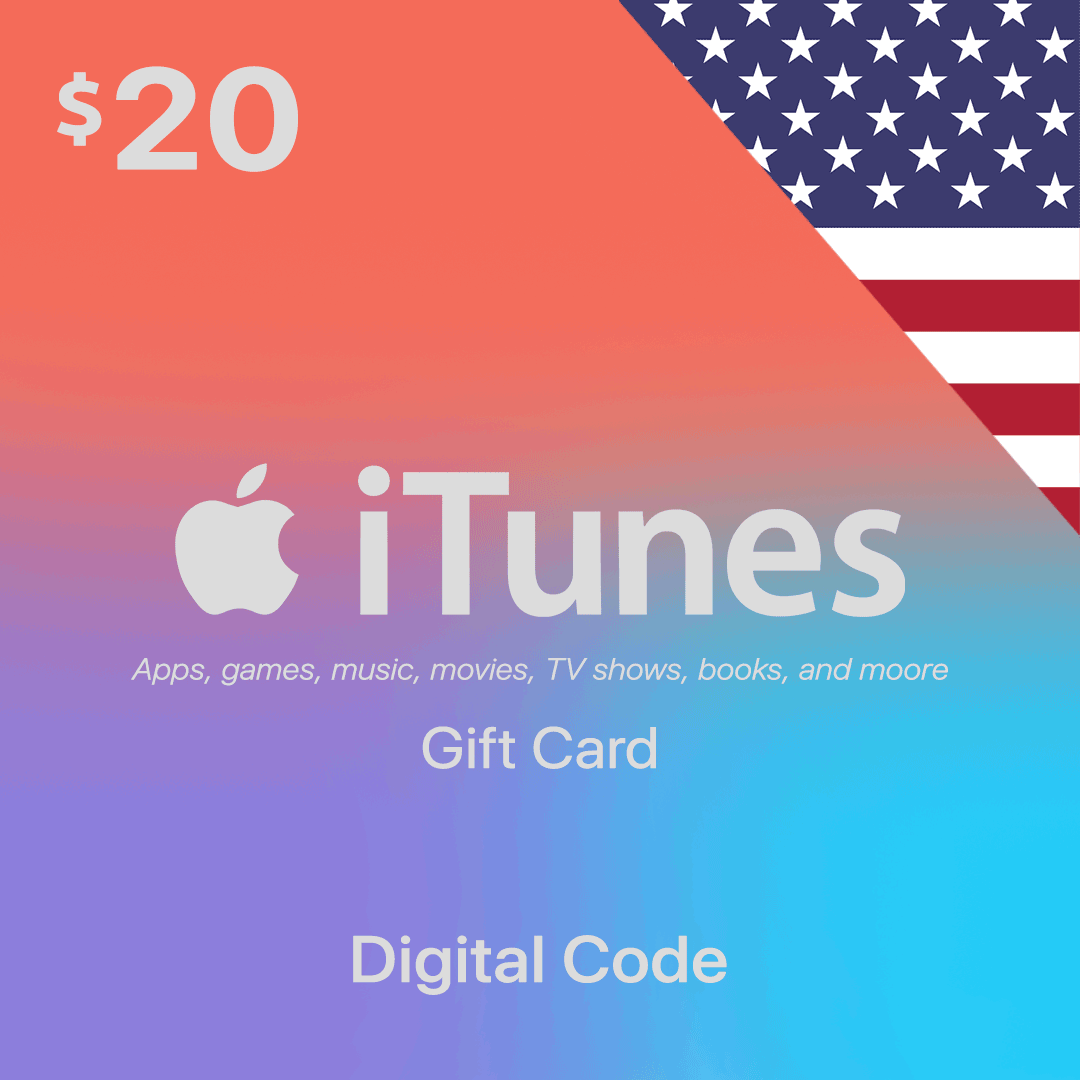 $20
iTunes
Apps, games, music, movies, TV shows, books, and moore
Gift Card
Digital Code